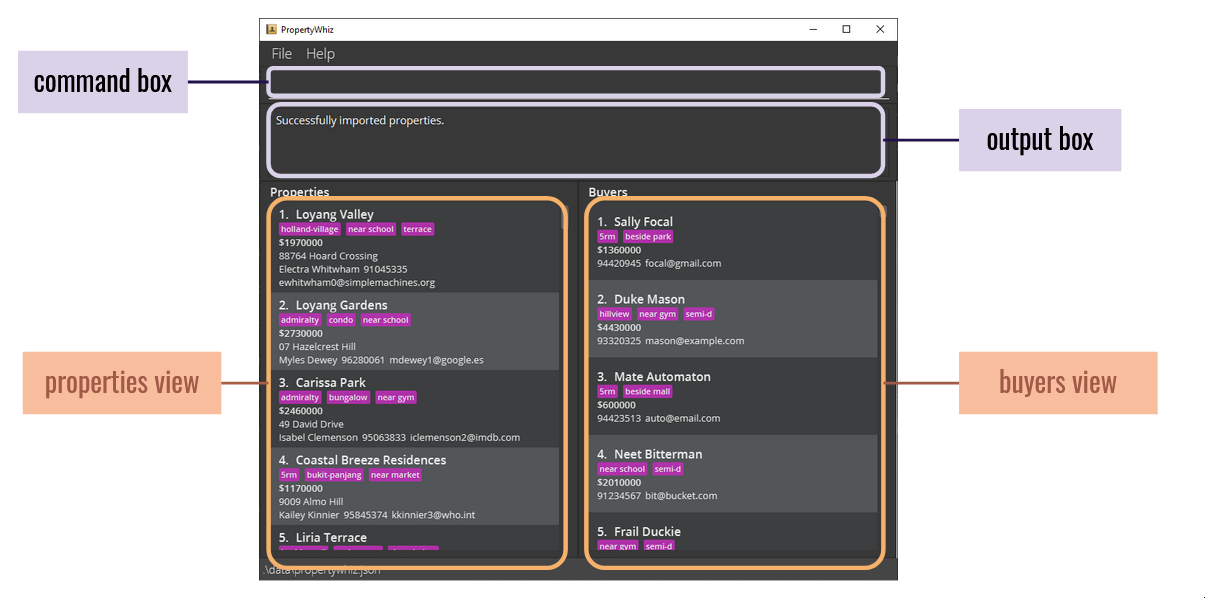 PropertyWhiz
File Help
command box
Successfully imported properties.
output box
Properties
1. Loyang Valley
holland-village near school terrace
$1970000
88764 Hoard Crossing
Electra Whitwham 91045335
ewhitwham0@simplemachines.org
2. Loyang Gardens
admiralty condo near school
$2730000
07 Hazelcrest Hill
Myles Dewey 96280061 mdewey1@google.es
3. Carissa Park
admiralty bungalow near gym
$2460000
49 David Drive
Isabel Clemenson 95063833 iclemenson2@imdb.com
4. Coastal Breeze Residences
5rm bukit-panjang near market
$1170000
9009 Almo Hill
Kailey Kinnier 95845374 kkinnier3@who.int
5. Liria Terrace
properties view
Buyers
1. Sally Focal
5rm beside park
$1360000
94420945 focal@gmail.com
2. Duke Mason
hillview near gym semi-d
$4430000
93320325 mason@example.com
3. Mate Automaton
5rm beside mall
$600000
94423513 auto@email.com
4. Neet Bitterman
near school semi-d
$2010000
91234567 bit@bucket.com
5. Frail Duckie
near gym semi-d
buyers view
.\data\propertywhiz.json